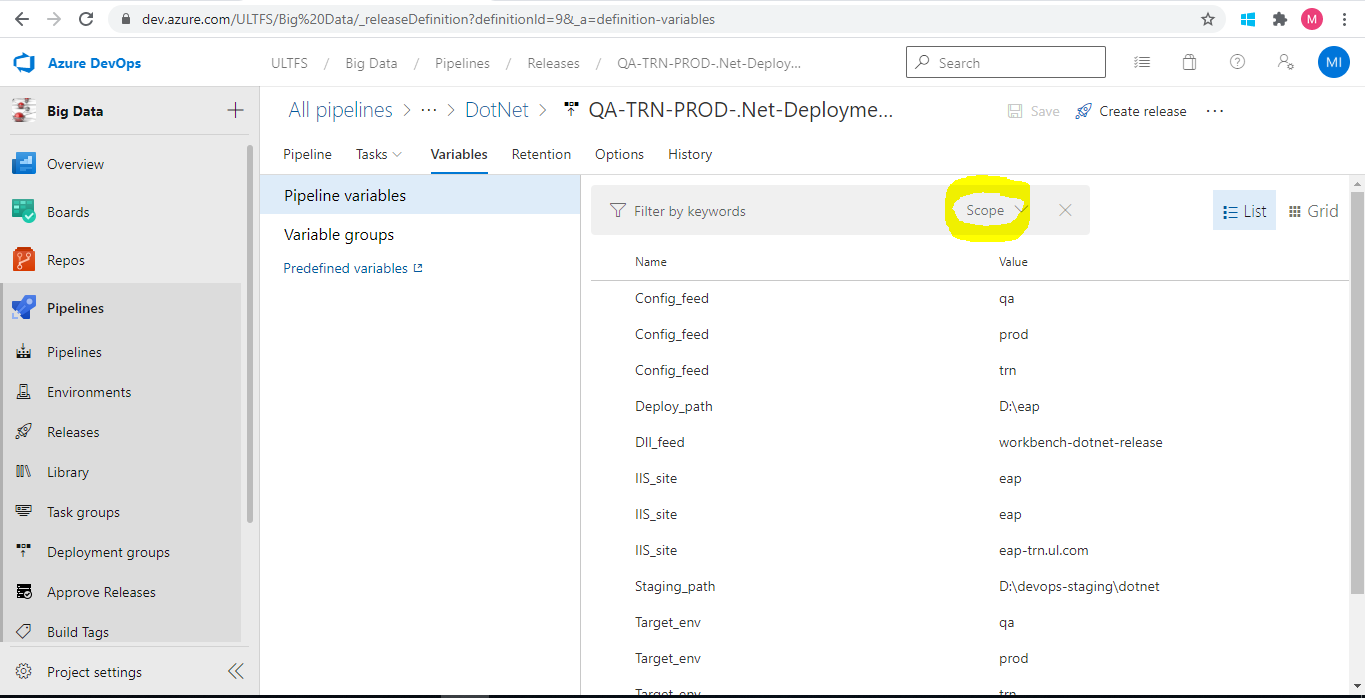 dev.azure.com/ULTFS/Big%20Data/_releaseDefinition?definitionId=9&_a=definition-variables
M
Azure DevOps
ULTFS / Big Data / Pipelines / Releases / QA-TRN-PROD-.Net-Deploy...
Search
MI
Big Data
All pipelines > ··· > DotNet > QA-TRN-PROD-.Net-Deployme...
Save
Create release
···
Overview
Boards
Repos
Pipelines
Pipelines
Environments
Releases
Library
Task groups
Deployment groups
Approve Releases
Build Tags
Project settings
Pipeline Tasks Variables Retention Options History
Pipeline variables
Variable groups
Predefined variables
Filter by keywords
Scope
List
Grid
Name Value
Config_feed qa
Config_feed prod
Config_feed trn
Deploy_path D:\eap
Dll_feed workbench-dotnet-release
IIS_site eap
IIS_site eap
IIS_site eap-trn.ul.com
Staging_path D:\devops-staging\dotnet
Target_env qa
Target_env prod
Target_env trn